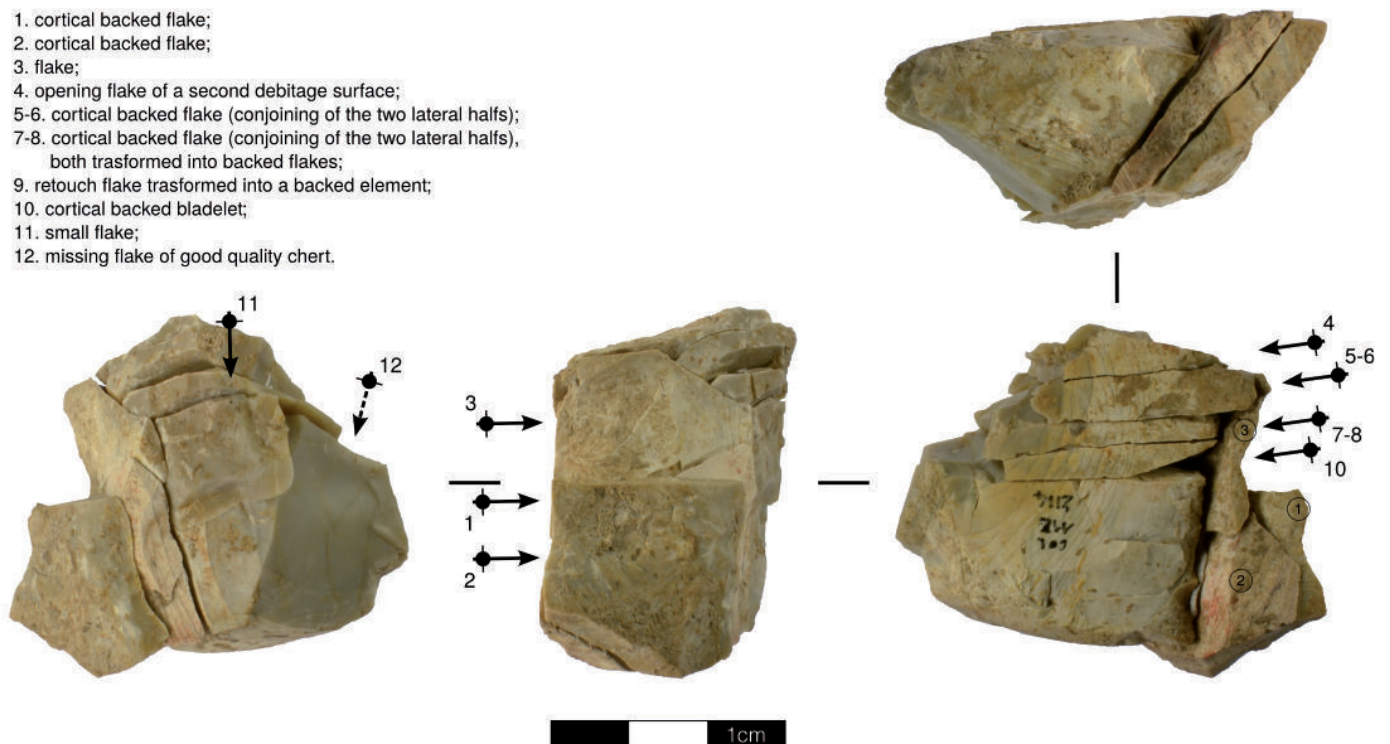 1. cortical backed flake;
2. cortical backed flake;
3. flake;
4. opening flake of a second debitage surface;
5-6. cortical backed flake (conjoining of the two lateral halfs);
7-8. cortical backed flake (conjoining of the two lateral halfs),
both trasformed into backed flakes;
9. retouch flake trasformed into a backed element;
10. cortical backed bladelet;
11. small flake;
12. missing flake of good quality chert.
11
12
3
1
2
4
5-6
7-8
10
3
1
2
1cm